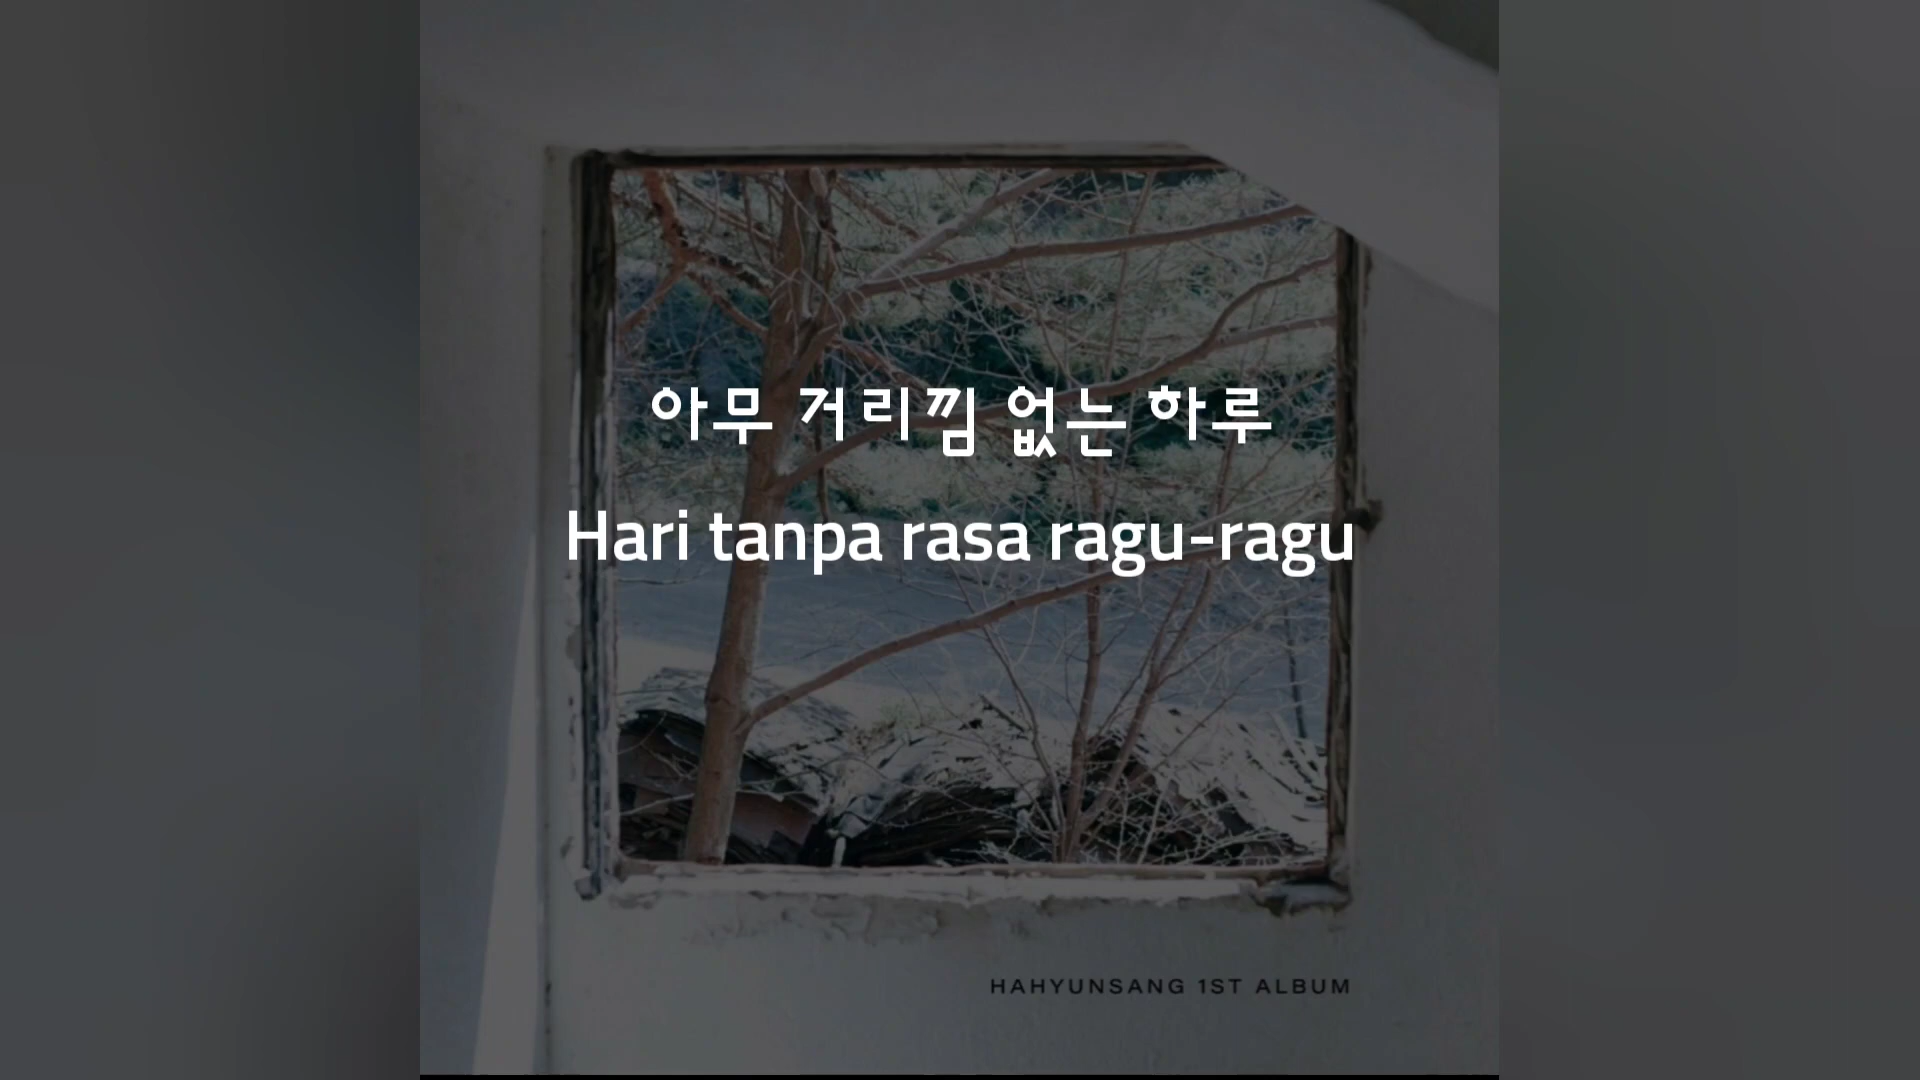 아무 거리낌 없는 하루
Hari tanpa rasa ragu-ragu
HAHYUNSANG 1ST ALBUM